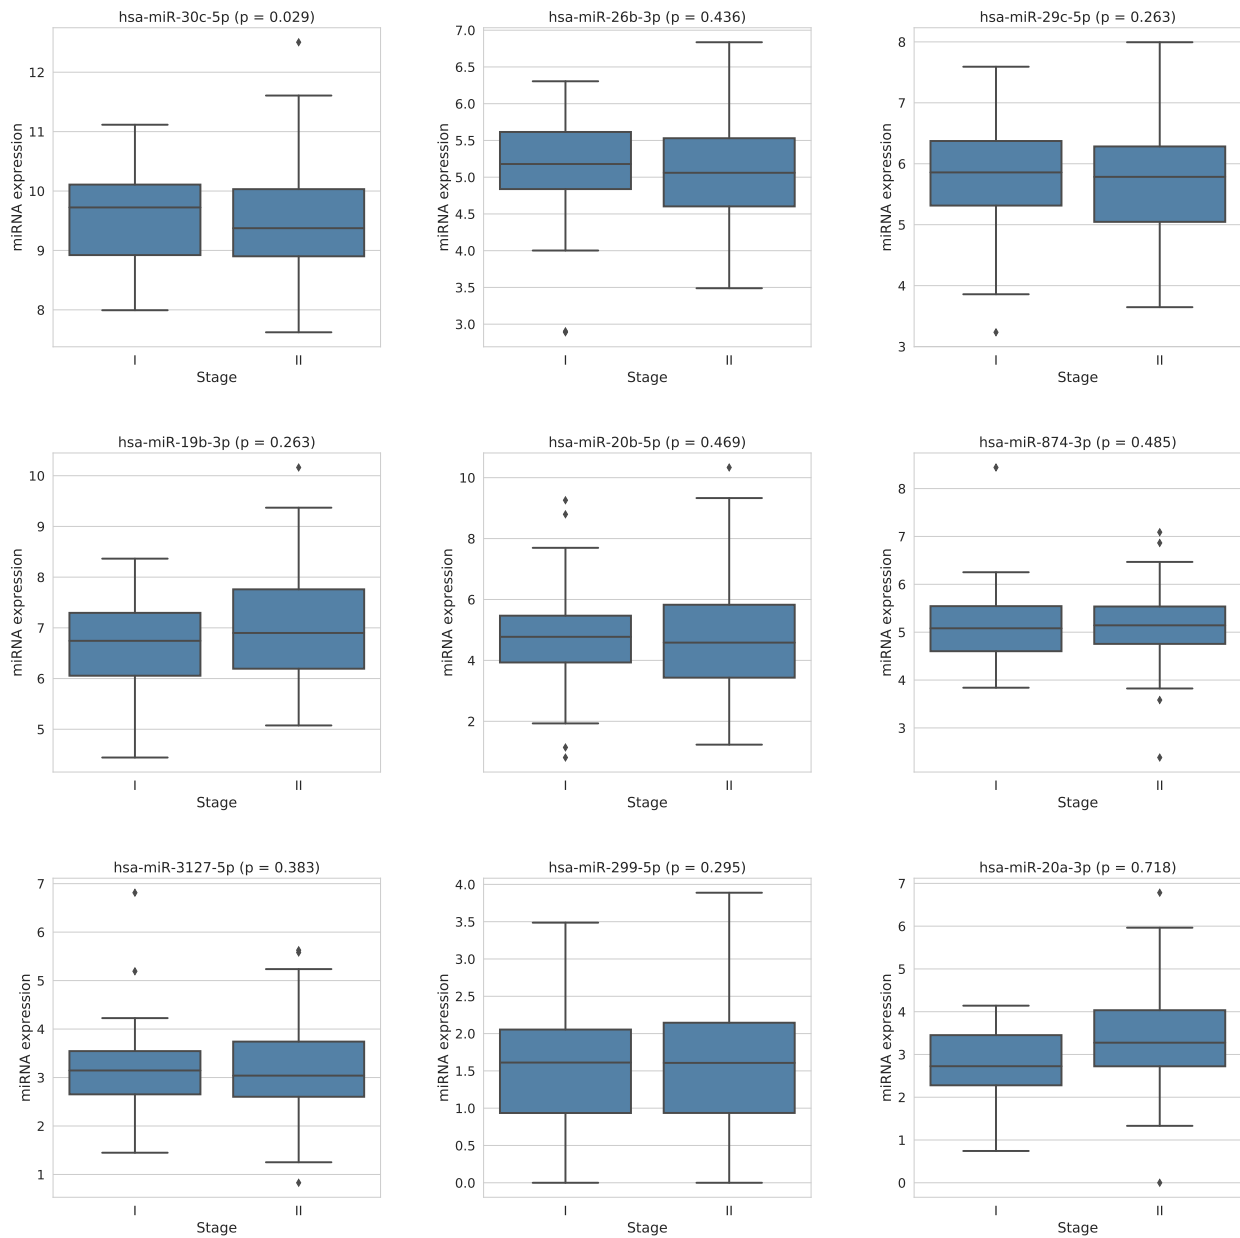 hsa-miR-30c-5p (p = 0.029)
12
11
10
9
8
miRNA expression
I
II
Stage
hsa-miR-26b-3p (p = 0.436)
7.0
6.5
6.0
5.5
5.0
4.5
4.0
3.5
3.0
miRNA expression
I
II
Stage
hsa-miR-29c-5p (p = 0.263)
8
7
6
5
4
3
miRNA expression
I
II
Stage
hsa-miR-19b-3p (p = 0.263)
10
9
8
7
6
5
miRNA expression
I
II
Stage
hsa-miR-20b-5p (p = 0.469)
10
8
6
4
2
miRNA expression
I
II
Stage
hsa-miR-874-3p (p = 0.485)
8
7
6
5
4
3
miRNA expression
I
II
Stage
hsa-miR-3127-5p (p = 0.383)
7
6
5
4
3
2
1
miRNA expression
I
II
Stage
hsa-miR-299-5p (p = 0.295)
4.0
3.5
3.0
2.5
2.0
1.5
1.0
0.5
0.0
miRNA expression
I
II
Stage
hsa-miR-20a-3p (p = 0.718)
7
6
5
4
3
2
1
0
miRNA expression
I
II
Stage